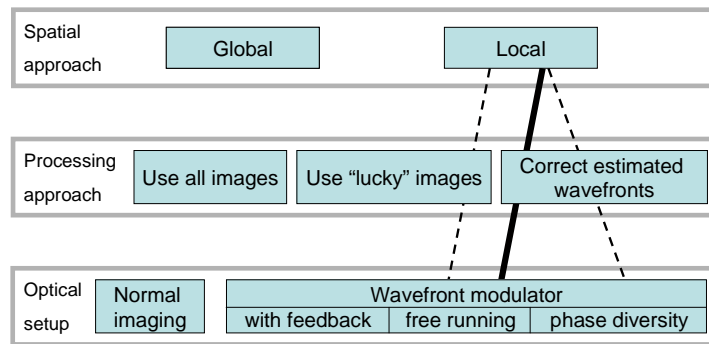 Spatial
approach
Global
Local
Processing
approach
Use all images
Use “lucky” images
Correct estimated
wavefronts
Optical
setup
Normal
imaging
Wavefront modulator
with feedback
free running
phase diversity